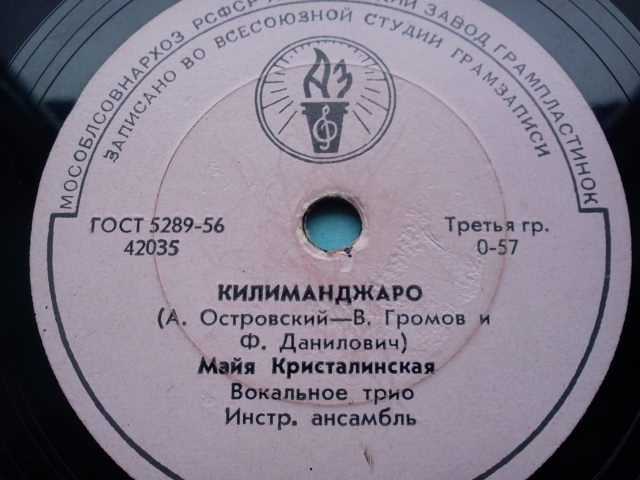 МОСОБЛСОВНАРХОЗ РСФСР ЗАВОД ГРАМПЛАСТИНОК
ЗАПИСАНО ВО ВСЕСОЮЗНОЙ СТУДИИ ГРАМЗАПИСИ
АЗ
ГОСТ 5289-56
42035
Третья гр.
0-57
КИЛИМАНДЖАРО
(А. Островский—В. Громов и
Ф. Данилович)
Майя Кристалинская
Вокальное трио
Инстр. ансамбль